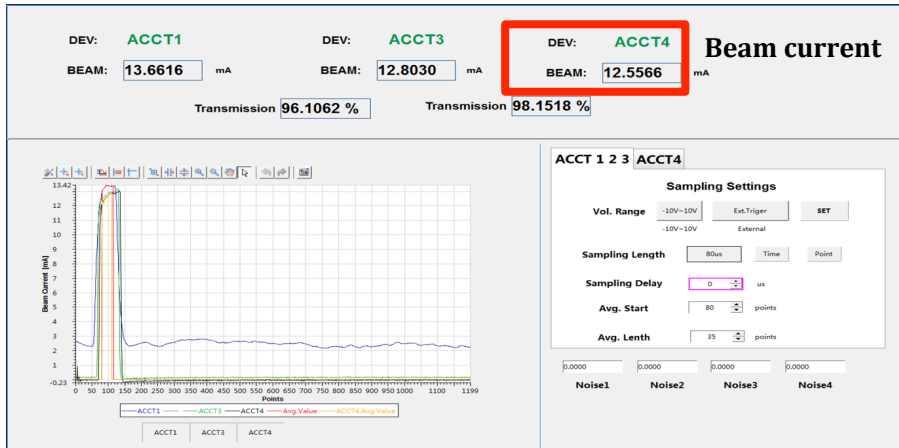 DEV: ACCT1 DEV: ACCT3 DEV: ACCT4 Beam current
BEAM: 13.6616 mA BEAM: 12.8030 mA BEAM: 12.5566 mA
Transmission 96.1062 % Transmission 98.1518 %
ACCT 1 2 3 ACCT4
Sampling Settings
Vol. Range -10V~10V Ext.Triger SET
-10V~10V External
Sampling Length 80us Time Point
Sampling Delay 0 us
Avg. Start 80 points
Avg. Lenth 35 points
0.0000 0.0000 0.0000 0.0000
Noise1 Noise2 Noise3 Noise4
Beam Current [mA]
13.42
12
11
10
9
8
7
6
5
4
3
2
1
-0.23
0 50 100 150 200 250 300 350 400 450 500 550 600 650 700 750 800 850 900 950 1000 1100 1199
Points
ACCT1 ACCT3 ACCT4 Avg.Value ACCT4.Avg.Value
ACCT1 ACCT3 ACCT4